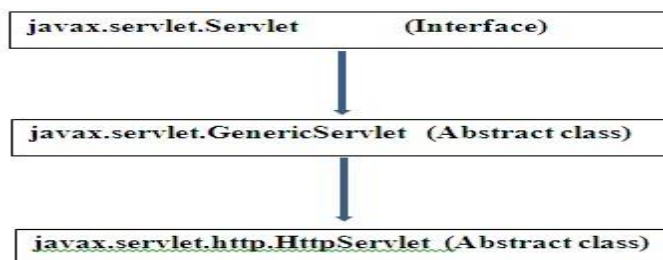 javax.servlet.Servlet (Interface)
javax.servlet.GenericServlet (Abstract class)
javax.servlet.http.HttpServlet (Abstract class)